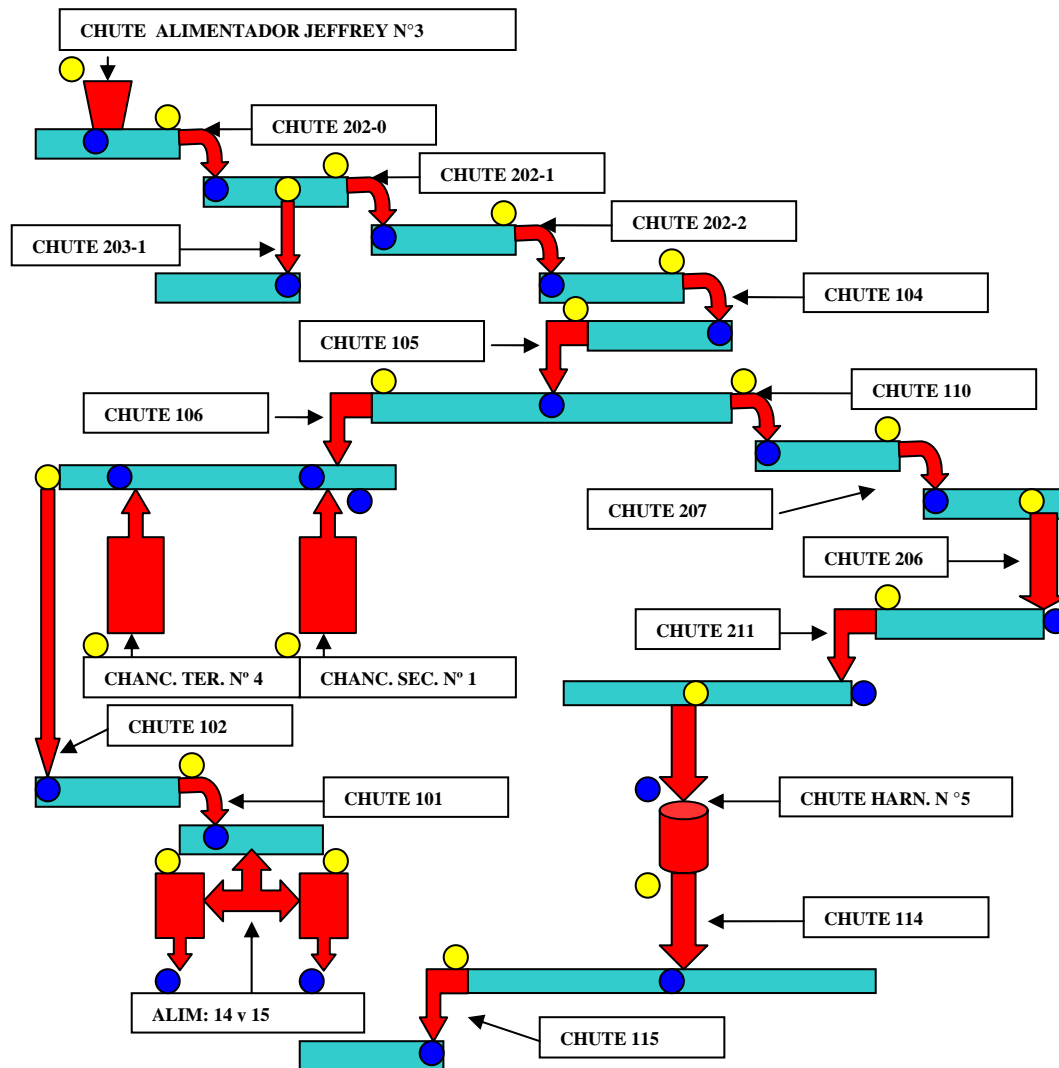 CHUTE ALIMENTADOR JEFFREY N°3
CHUTE 202-0
CHUTE 202-1
CHUTE 202-2
CHUTE 203-1
CHUTE 104
CHUTE 105
CHUTE 110
CHUTE 106
CHUTE 207
CHUTE 206
CHUTE 211
CHANC. TER. Nº 4
CHANC. SEC. Nº 1
CHUTE 102
CHUTE 101
CHUTE HARN. N °5
CHUTE 114
ALIM: 14 y 15
CHUTE 115